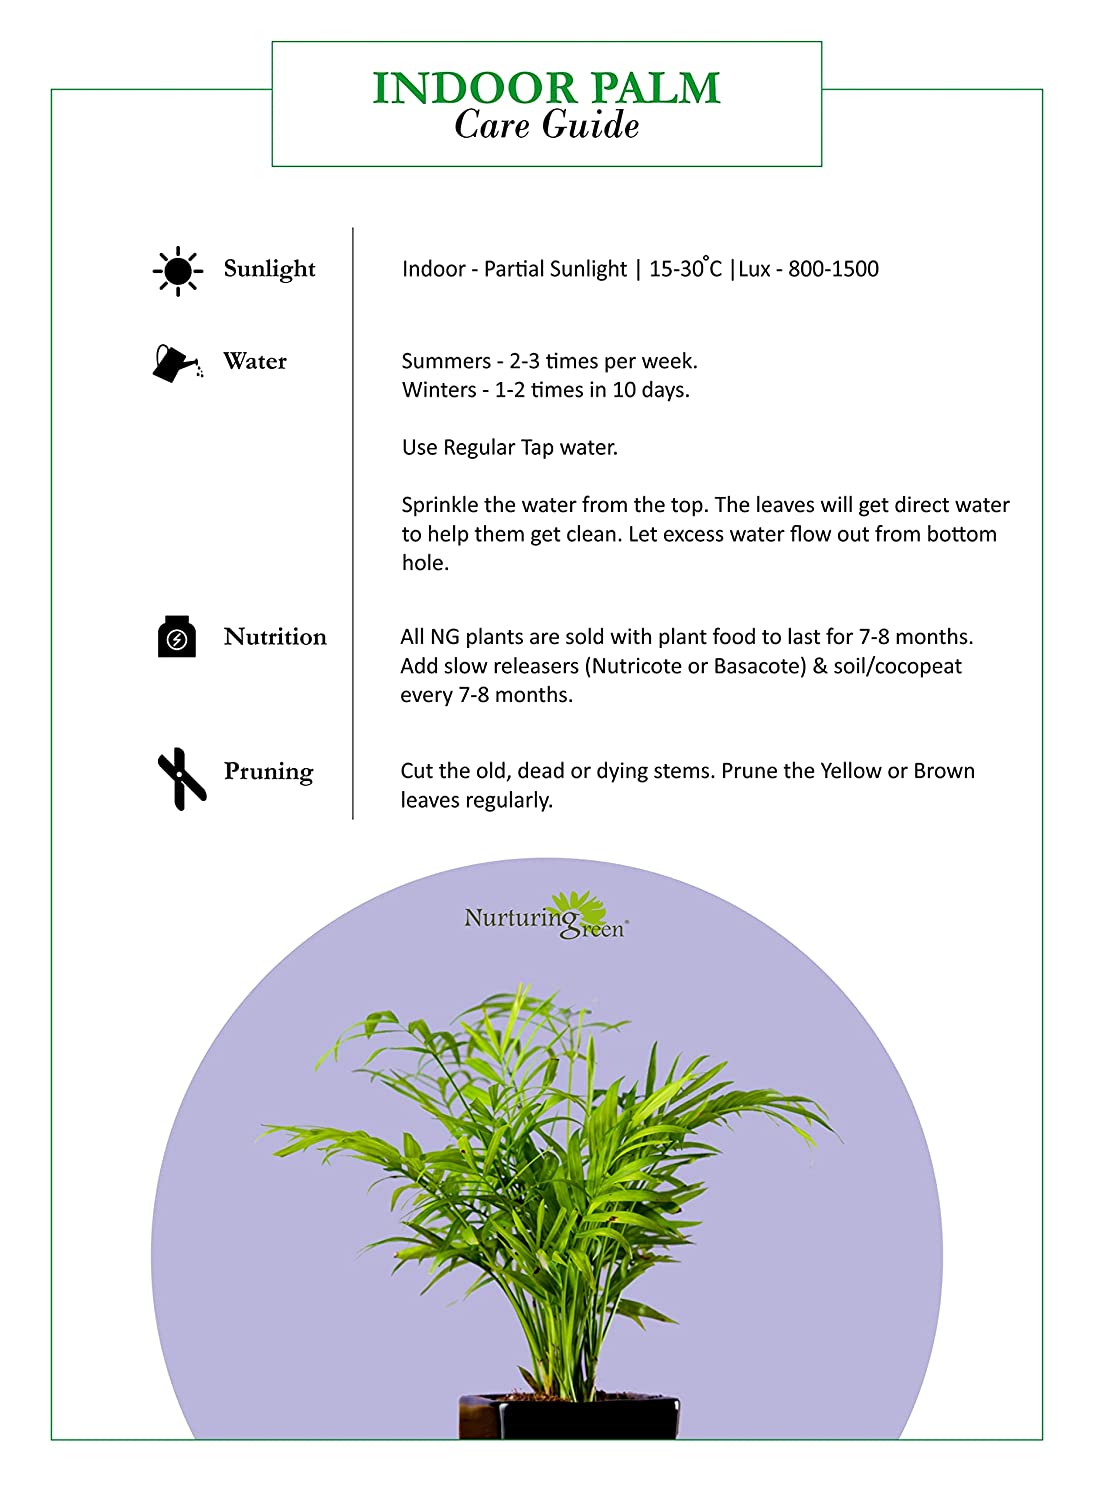 INDOOR PALM
Care Guide
Sunlight
Indoor - Partial Sunlight | 15-30°C |Lux - 800-1500
Water
Summers - 2-3 times per week.
Winters - 1-2 times in 10 days.
Use Regular Tap water.
Sprinkle the water from the top. The leaves will get direct water
to help them get clean. Let excess water flow out from bottom
hole.
Nutrition
All NG plants are sold with plant food to last for 7-8 months.
Add slow releasers (Nutricote or Basacote) & soil/cocopeat
every 7-8 months.
Pruning
Cut the old, dead or dying stems. Prune the Yellow or Brown
leaves regularly.
Nurturing Green®